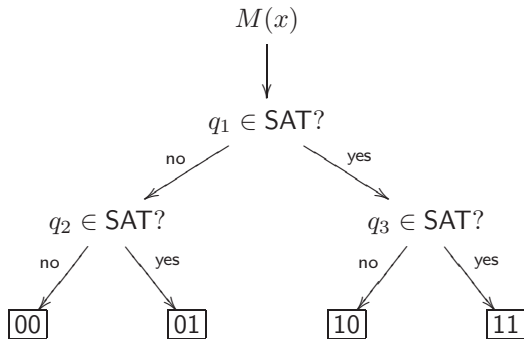 M(x)
q₁ ∈ SAT?
no yes
q₂ ∈ SAT? q₃ ∈ SAT?
no yes no yes
00 01 10 11